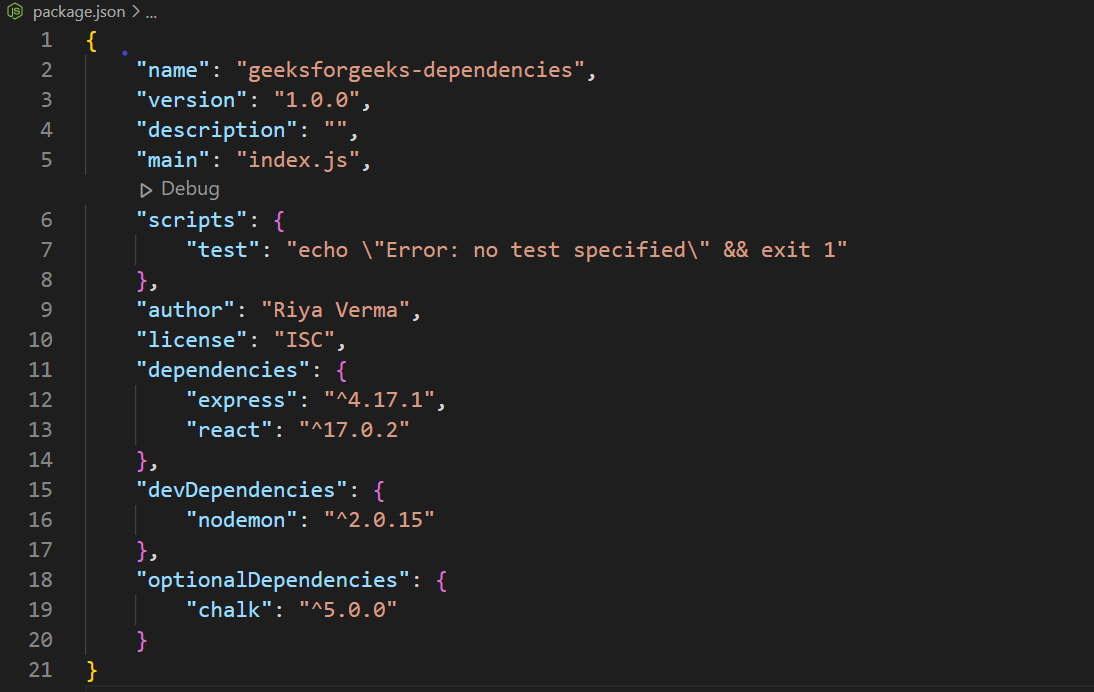 package.json > ...
1 {
2 "name": "geeksforgeeks-dependencies",
3 "version": "1.0.0",
4 "description": "",
5 "main": "index.js",
Debug
6 "scripts": {
7 "test": "echo \"Error: no test specified\" && exit 1"
8 },
9 "author": "Riya Verma",
10 "license": "ISC",
11 "dependencies": {
12 "express": "^4.17.1",
13 "react": "^17.0.2"
14 },
15 "devDependencies": {
16 "nodemon": "^2.0.15"
17 },
18 "optionalDependencies": {
19 "chalk": "^5.0.0"
20 }
21 }